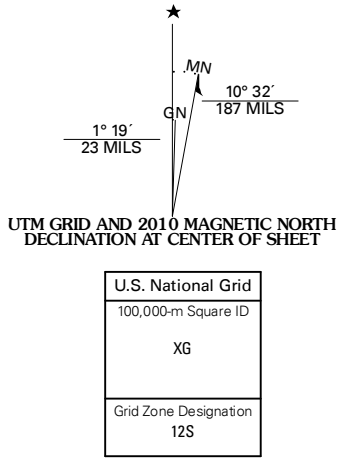 MN
GN
10° 32´
187 MILS
1° 19´
23 MILS
UTM GRID AND 2010 MAGNETIC NORTH
DECLINATION AT CENTER OF SHEET
U.S. National Grid
100,000-m Square ID
XG
Grid Zone Designation
12S